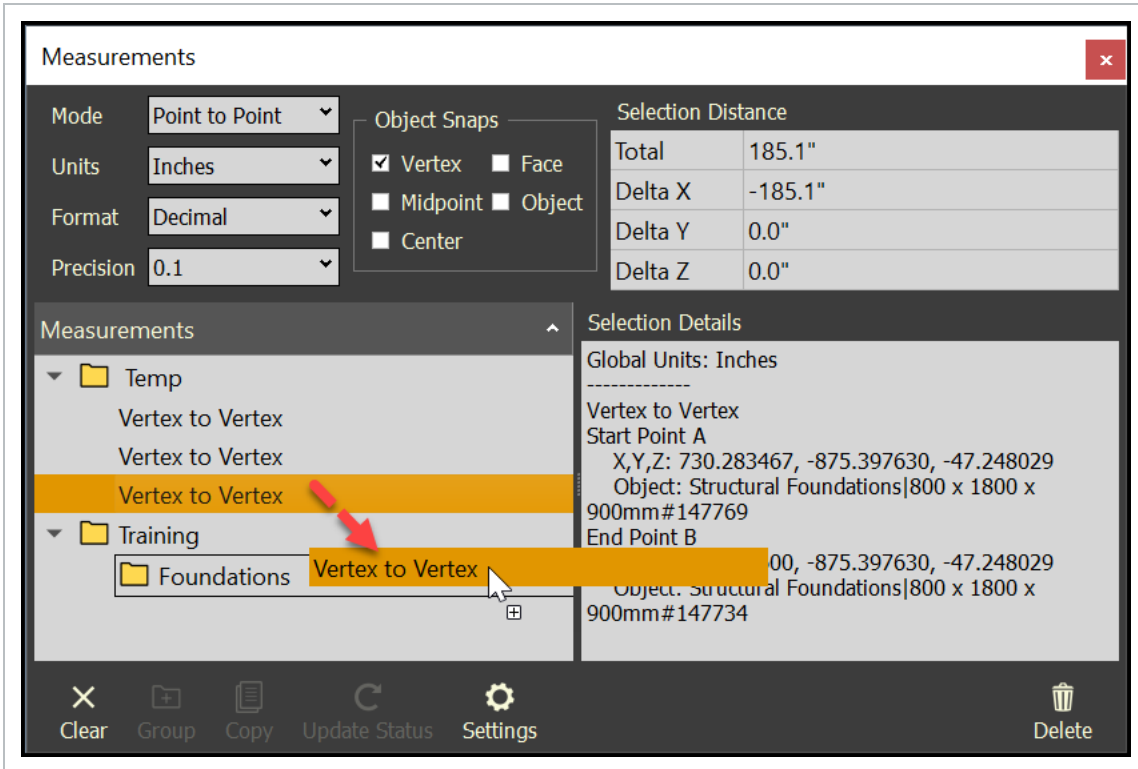 Measurements
x
Mode Point to Point
Units Inches
Format Decimal
Precision 0.1
Object Snaps
Vertex Face
Midpoint Object
Center
Selection Distance
Total 185.1"
Delta X -185.1"
Delta Y 0.0"
Delta Z 0.0"
Measurements
Temp
Vertex to Vertex
Vertex to Vertex
Vertex to Vertex
Training
Foundations
Vertex to Vertex
Selection Details
Global Units: Inches
-------------
Vertex to Vertex
Start Point A
X,Y,Z: 730.283467, -875.397630, -47.248029
Object: Structural Foundations|800 x 1800 x
900mm#147769
End Point B
00, -875.397630, -47.248029
Object: Structural Foundations|800 x 1800 x
900mm#147734
Clear Group Copy Update Status Settings Delete